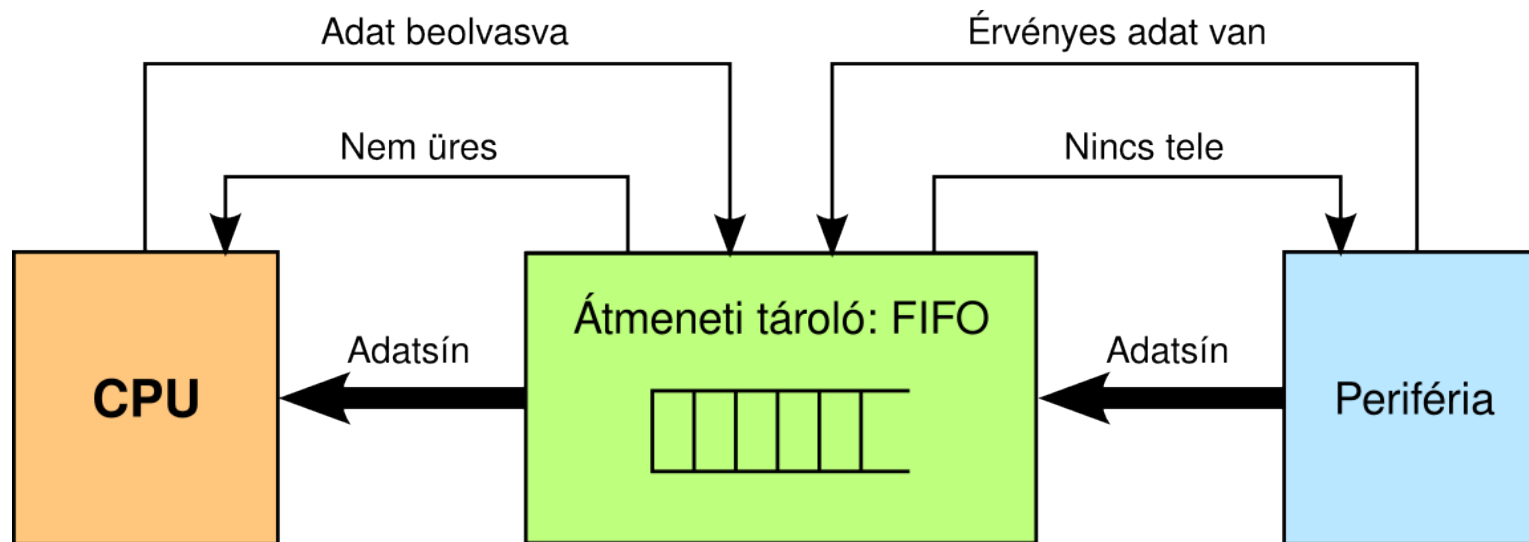 Adat beolvasva
Érvényes adat van
Nem üres
Nincs tele
Átmeneti tároló: FIFO
Adatsín
Adatsín
CPU
Periféria